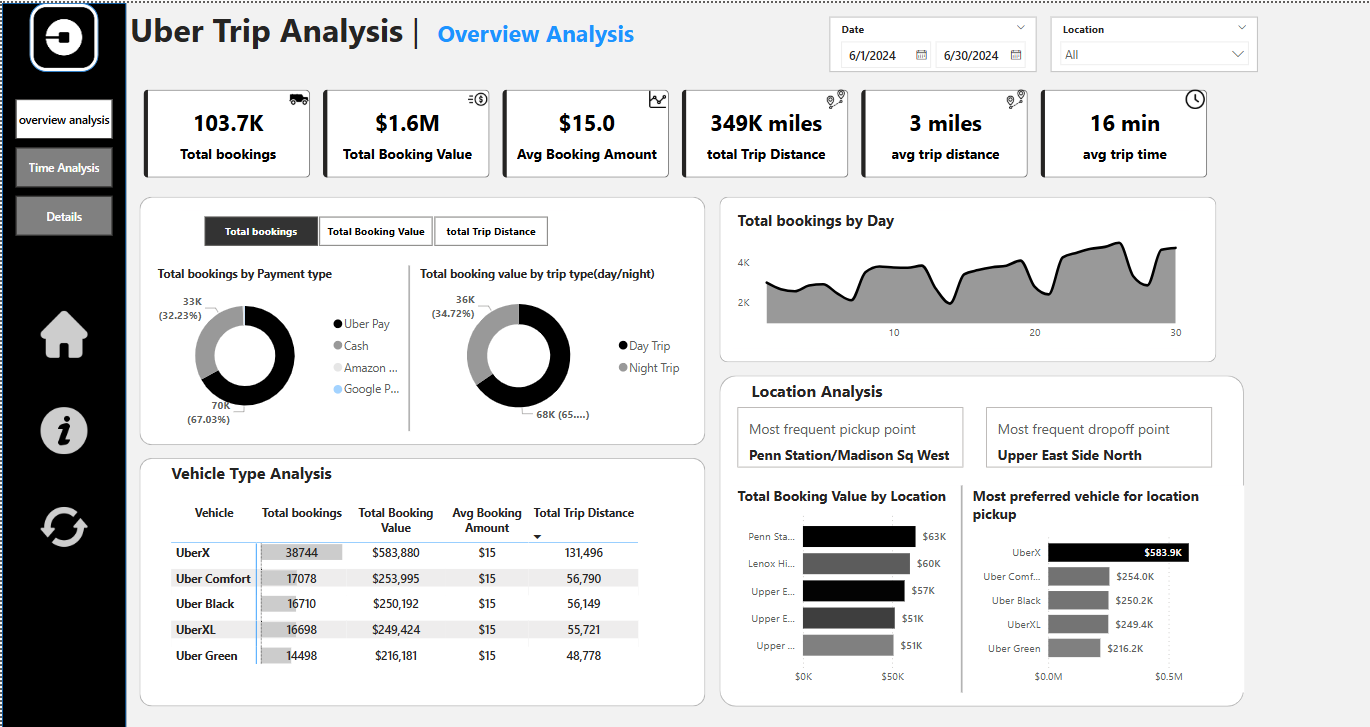 Uber Trip Analysis | Overview Analysis
Date
6/1/2024 6/30/2024
Location
All
overview analysis
Time Analysis
Details
103.7K
Total bookings
$1.6M
Total Booking Value
$15.0
Avg Booking Amount
349K miles
total Trip Distance
3 miles
avg trip distance
16 min
avg trip time
Total bookings Total Booking Value total Trip Distance
Total bookings by Payment type
33K
(32.23%)
70K
(67.03%)
Uber Pay
Cash
Amazon ...
Google P...
Total booking value by trip type(day/night)
36K
(34.72%)
68K (65....)
Day Trip
Night Trip
Total bookings by Day
4K
2K
10 20 30
Vehicle Type Analysis
Vehicle Total bookings Total Booking Value Avg Booking Amount Total Trip Distance
UberX 38744 $583,880 $15 131,496
Uber Comfort 17078 $253,995 $15 56,790
Uber Black 16710 $250,192 $15 56,149
UberXL 16698 $249,424 $15 55,721
Uber Green 14498 $216,181 $15 48,778
Location Analysis
Most frequent pickup point
Penn Station/Madison Sq West
Most frequent dropoff point
Upper East Side North
Total Booking Value by Location
Penn Sta... $63K
Lenox Hi... $60K
Upper E... $57K
Upper E... $51K
Upper ... $51K
$0K $50K
Most preferred vehicle for location
pickup
UberX $583.9K
Uber Comf... $254.0K
Uber Black $250.2K
UberXL $249.4K
Uber Green $216.2K
$0.0M $0.5M